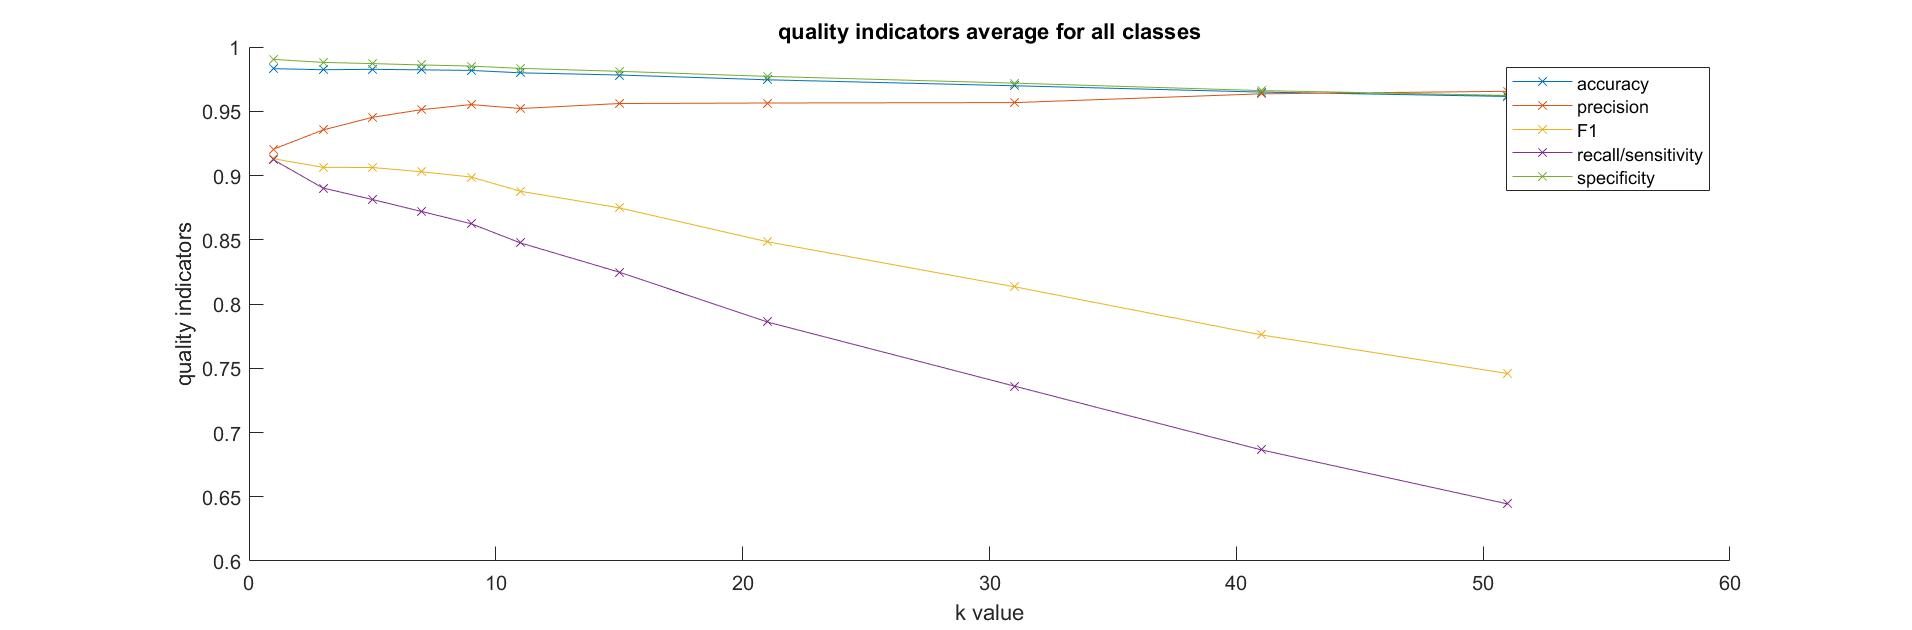 quality indicators average for all classes
1
0.95
0.9
0.85
0.8
0.75
0.7
0.65
0.6
quality indicators
0
10
20
30
40
50
60
k value
accuracy
precision
F1
recall/sensitivity
specificity